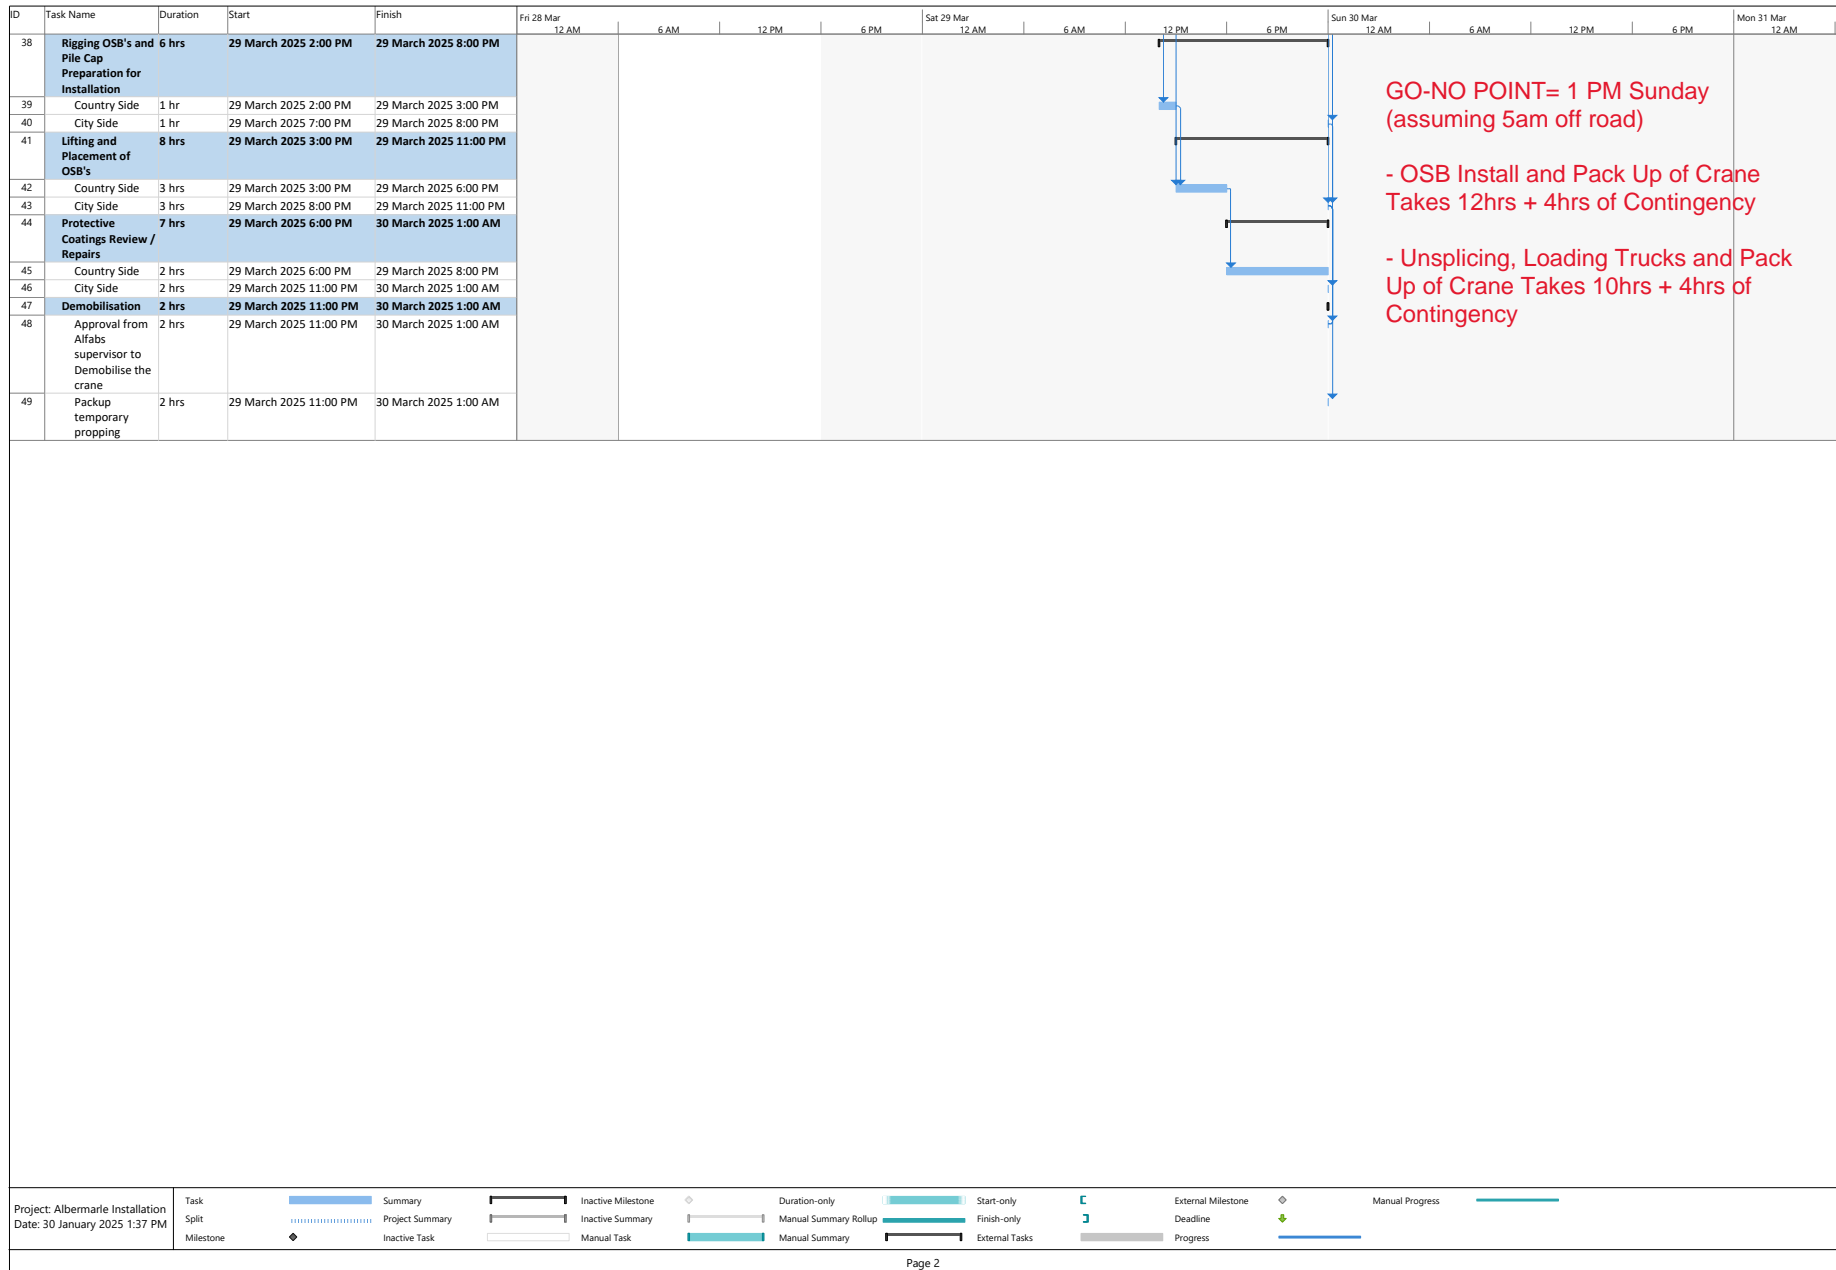 ID Task Name Duration Start Finish
Fri 28 Mar Sat 29 Mar Sun 30 Mar Mon 31 Mar
12 AM 6 AM 12 PM 6 PM 12 AM 6 AM 12 PM 6 PM 12 AM 6 AM 12 PM 6 PM 12 AM
38 Rigging OSB's and 6 hrs 29 March 2025 2:00 PM 29 March 2025 8:00 PM
Pile Cap
Preparation for
Installation
39 Country Side 1 hr 29 March 2025 2:00 PM 29 March 2025 3:00 PM
40 City Side 1 hr 29 March 2025 7:00 PM 29 March 2025 8:00 PM
41 Lifting and 8 hrs 29 March 2025 3:00 PM 29 March 2025 11:00 PM
Placement of
OSB's
42 Country Side 3 hrs 29 March 2025 3:00 PM 29 March 2025 6:00 PM
43 City Side 3 hrs 29 March 2025 8:00 PM 29 March 2025 11:00 PM
44 Protective 7 hrs 29 March 2025 6:00 PM 30 March 2025 1:00 AM
Coatings Review /
Repairs
45 Country Side 2 hrs 29 March 2025 6:00 PM 29 March 2025 8:00 PM
46 City Side 2 hrs 29 March 2025 11:00 PM 30 March 2025 1:00 AM
47 Demobilisation 2 hrs 29 March 2025 11:00 PM 30 March 2025 1:00 AM
48 Approval from 2 hrs 29 March 2025 11:00 PM 30 March 2025 1:00 AM
Alfabs
supervisor to
Demobilise the
crane
49 Packup 2 hrs 29 March 2025 11:00 PM 30 March 2025 1:00 AM
temporary
propping
GO-NO POINT= 1 PM Sunday
(assuming 5am off road)
- OSB Install and Pack Up of Crane
Takes 12hrs + 4hrs of Contingency
- Unsplicing, Loading Trucks and Pack
Up of Crane Takes 10hrs + 4hrs of
Contingency
Project: Albermarle Installation
Date: 30 January 2025 1:37 PM
Task Summary Inactive Milestone Duration-only Start-only External Milestone Manual Progress
Split Project Summary Inactive Summary Manual Summary Rollup Finish-only Deadline
Milestone Inactive Task Manual Task Manual Summary External Tasks Progress
Page 2